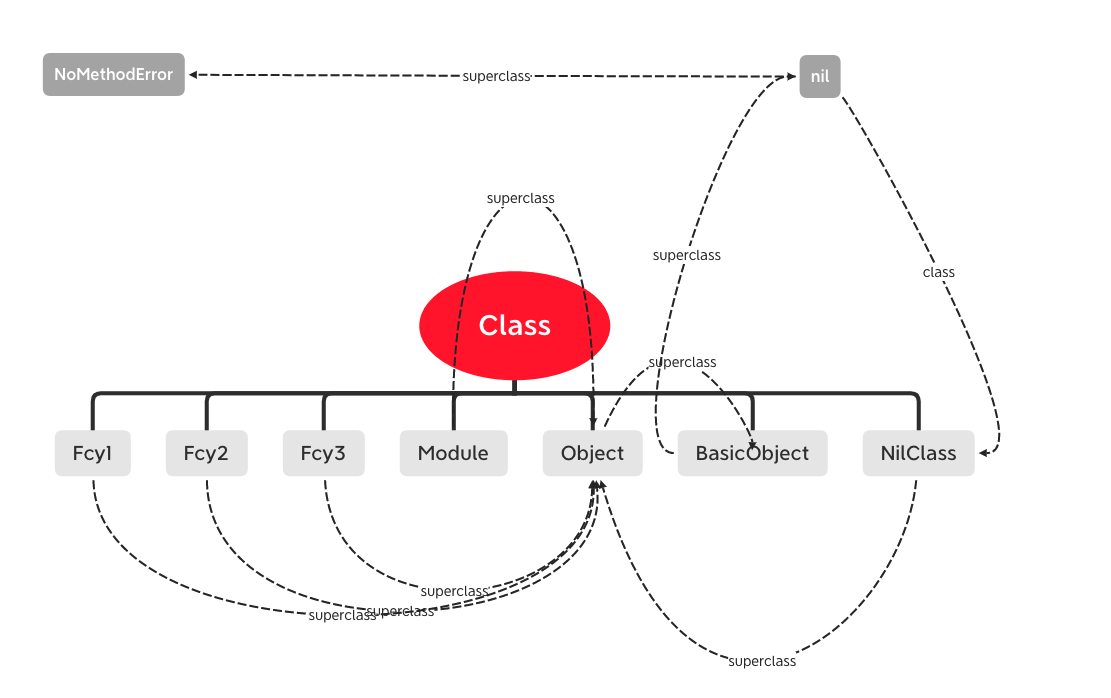 NoMethodError
superclass
nil
superclass
superclass
class
Class
superclass
Fcy1
Fcy2
Fcy3
Module
Object
BasicObject
NilClass
superclass
superclass
superclass
superclass